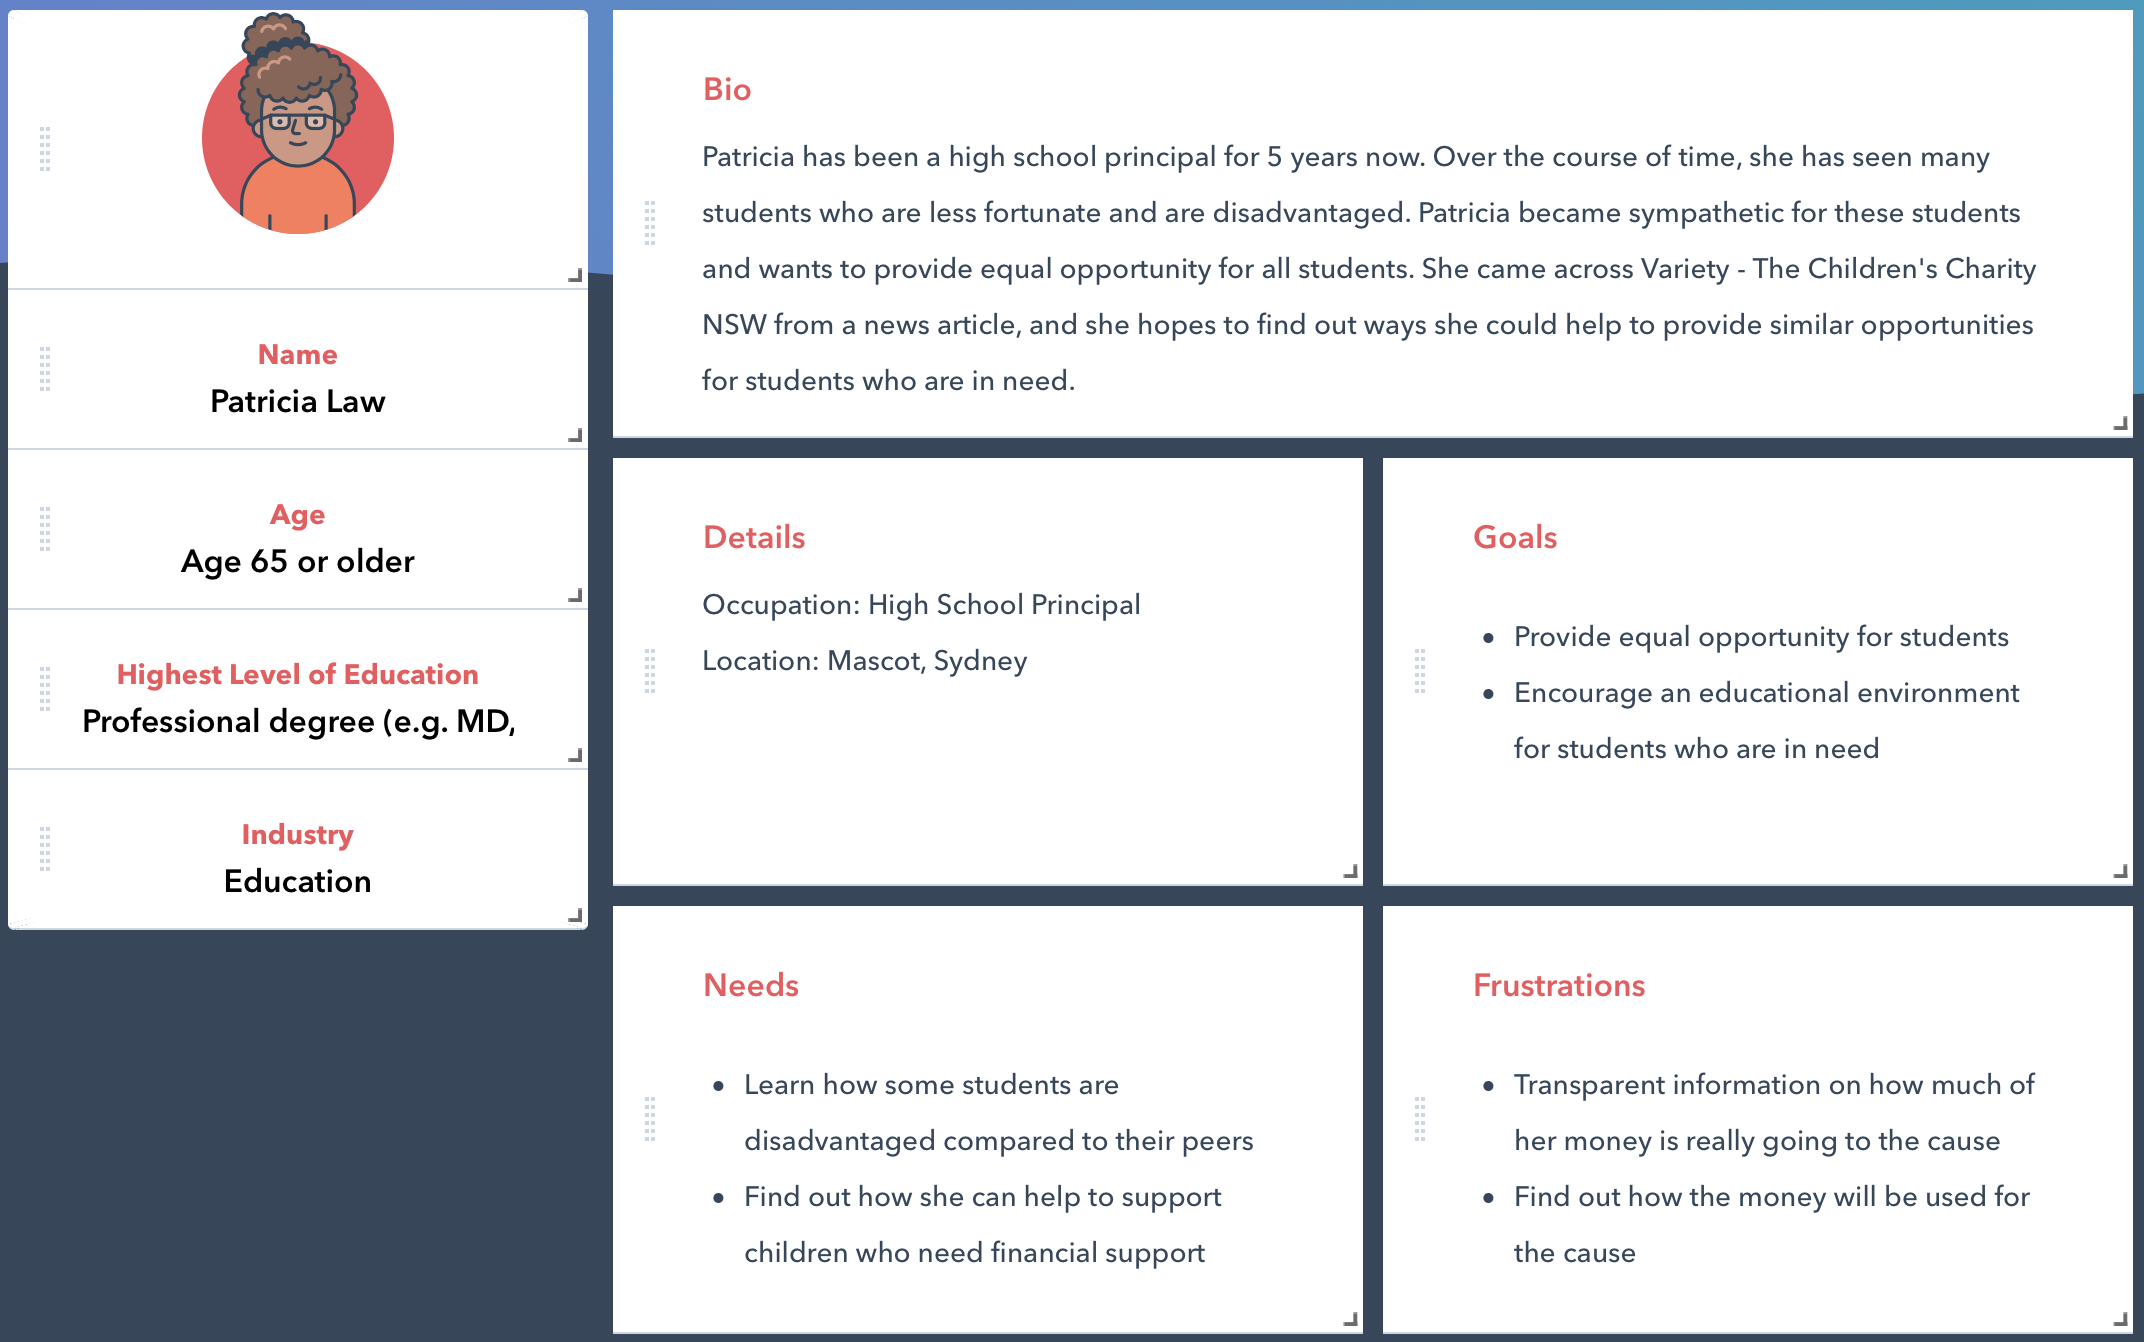 Name
Patricia Law
Age
Age 65 or older
Highest Level of Education
Professional degree (e.g. MD,
Industry
Education
Bio
Patricia has been a high school principal for 5 years now. Over the course of time, she has seen many
students who are less fortunate and are disadvantaged. Patricia became sympathetic for these students
and wants to provide equal opportunity for all students. She came across Variety - The Children's Charity
NSW from a news article, and she hopes to find out ways she could help to provide similar opportunities
for students who are in need.
Details
Occupation: High School Principal
Location: Mascot, Sydney
Goals
• Provide equal opportunity for students
• Encourage an educational environment
for students who are in need
Needs
• Learn how some students are
disadvantaged compared to their peers
• Find out how she can help to support
children who need financial support
Frustrations
• Transparent information on how much of
her money is really going to the cause
• Find out how the money will be used for
the cause